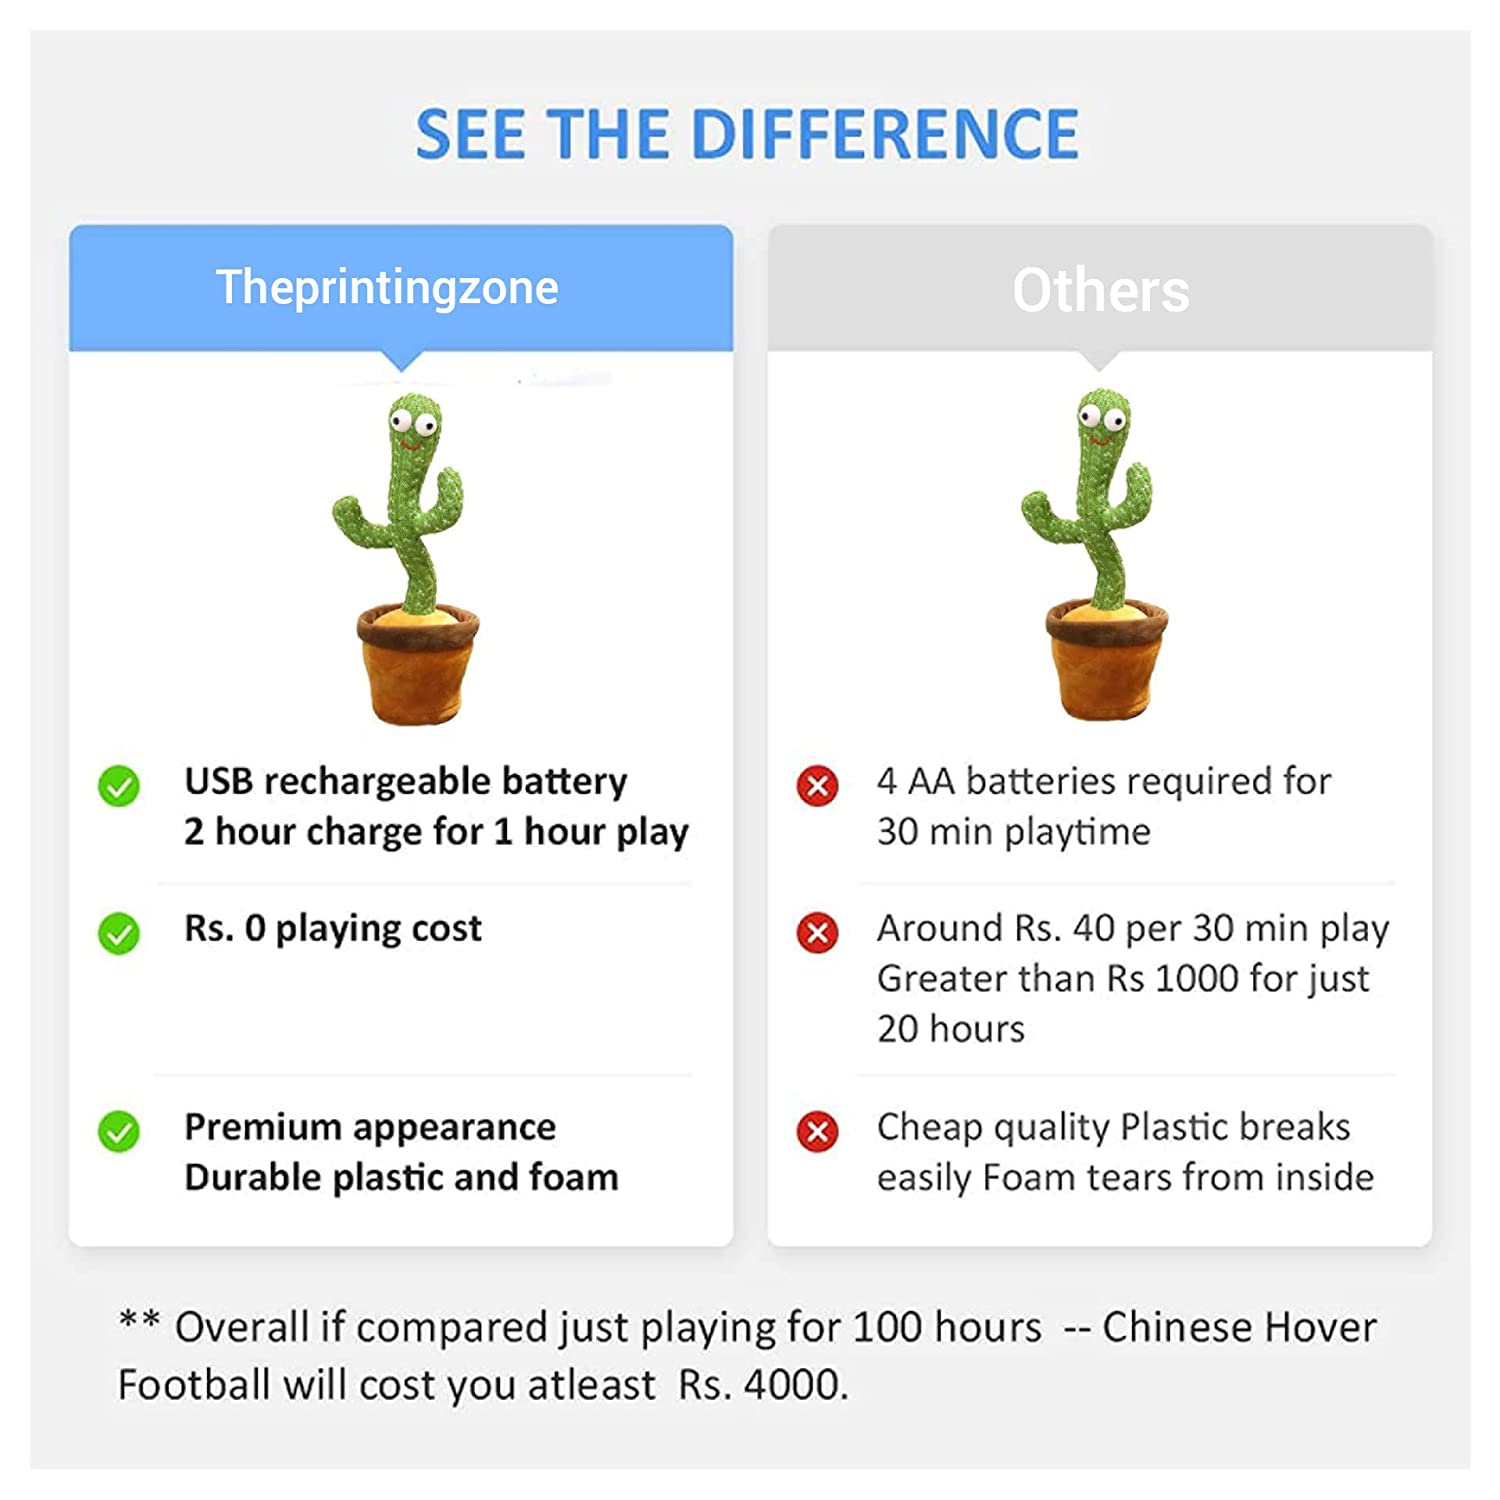 SEE THE DIFFERENCE
Theprintingzone
USB rechargeable battery
2 hour charge for 1 hour play
Rs. 0 playing cost
Premium appearance
Durable plastic and foam
Others
4 AA batteries required for
30 min playtime
Around Rs. 40 per 30 min play
Greater than Rs 1000 for just
20 hours
Cheap quality Plastic breaks
easily Foam tears from inside
** Overall if compared just playing for 100 hours -- Chinese Hover
Football will cost you atleast Rs. 4000.